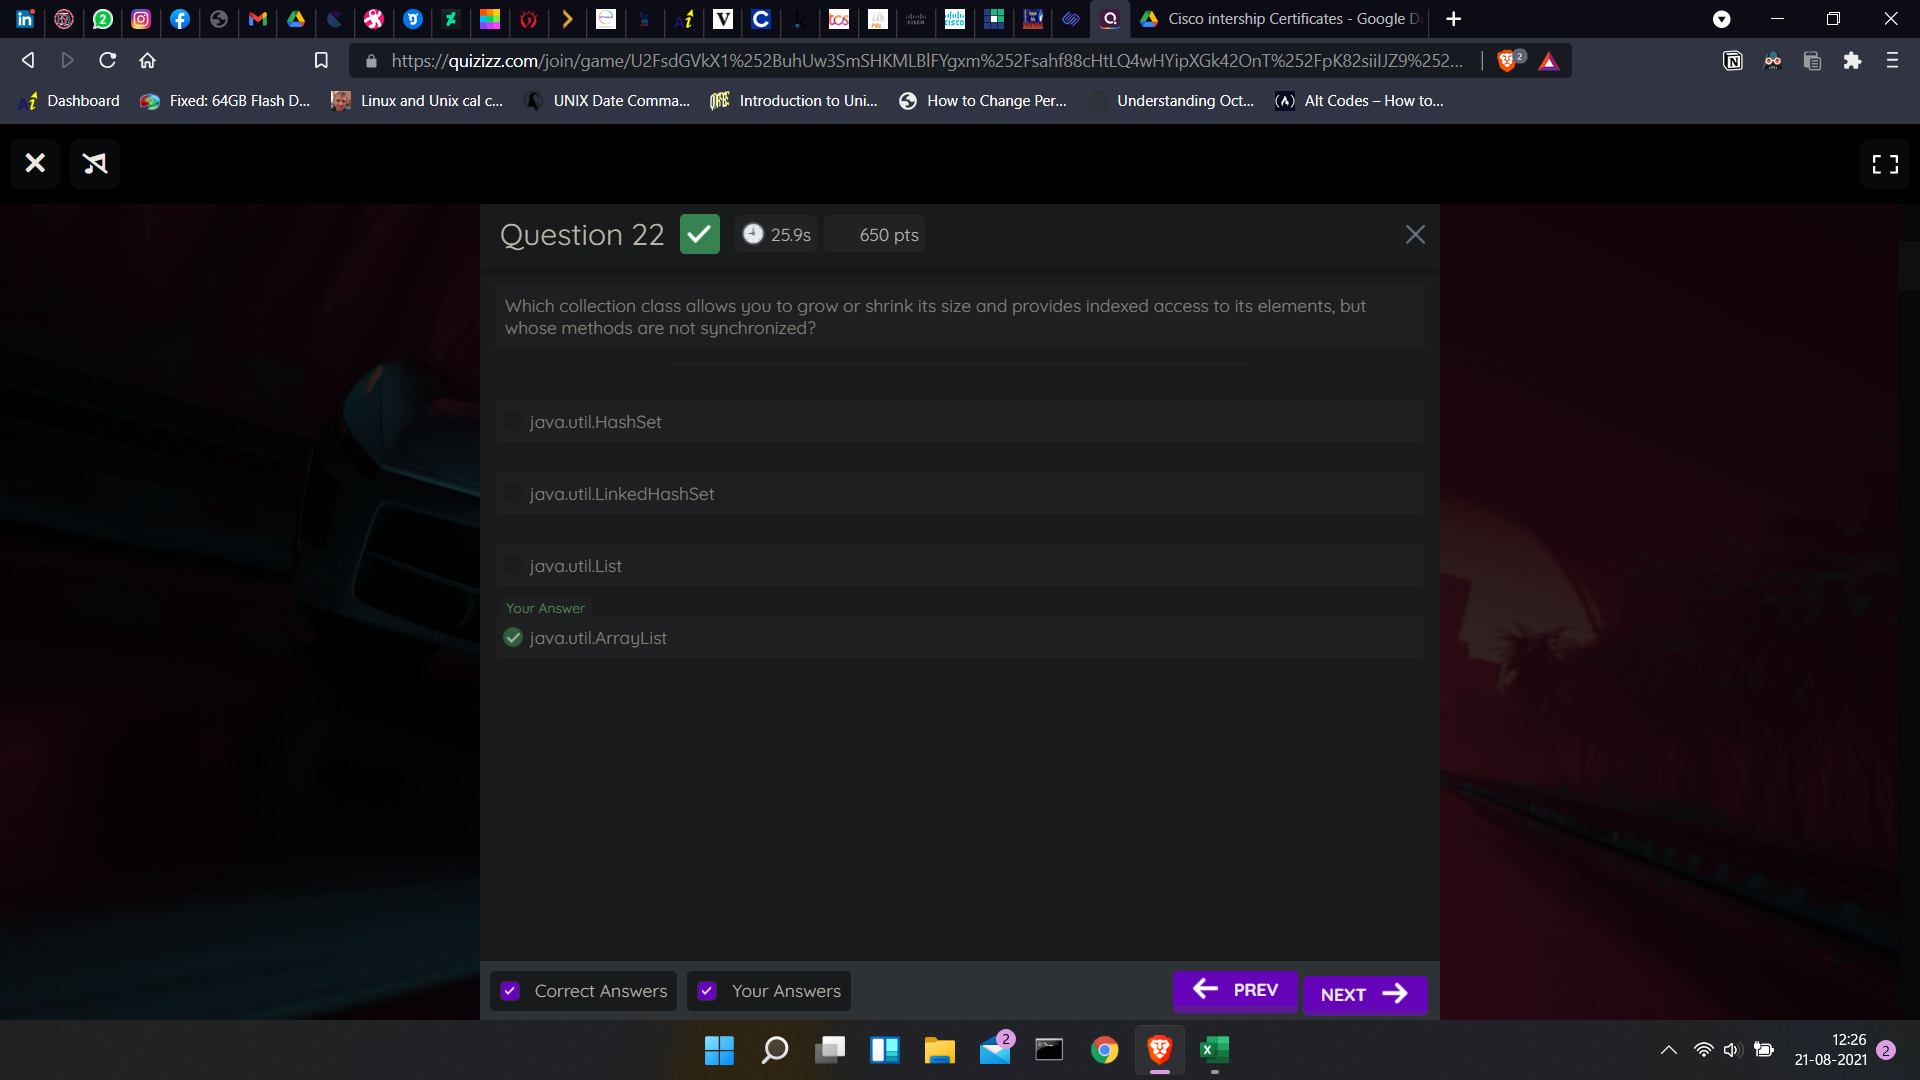 Cisco intership Certificates - Google D
https://quizizz.com/join/game/U2FsdGVkX1%252BuhUw3SmSHKMLBlFYgxm%252Fsahf88cHtLQ4wHYipXGk42OnT%252FpK82siiIJZ9%252...
2
Dashboard
Fixed: 64GB Flash D...
Linux and Unix cal c...
UNIX Date Comma...
Introduction to Uni...
How to Change Per...
Understanding Oct...
Alt Codes – How to...
Question 22
25.9s
650 pts
Which collection class allows you to grow or shrink its size and provides indexed access to its elements, but
whose methods are not synchronized?
java.util.HashSet
java.util.LinkedHashSet
java.util.List
Your Answer
java.util.ArrayList
Correct Answers
Your Answers
PREV
NEXT
2
12:26
21-08-2021
2